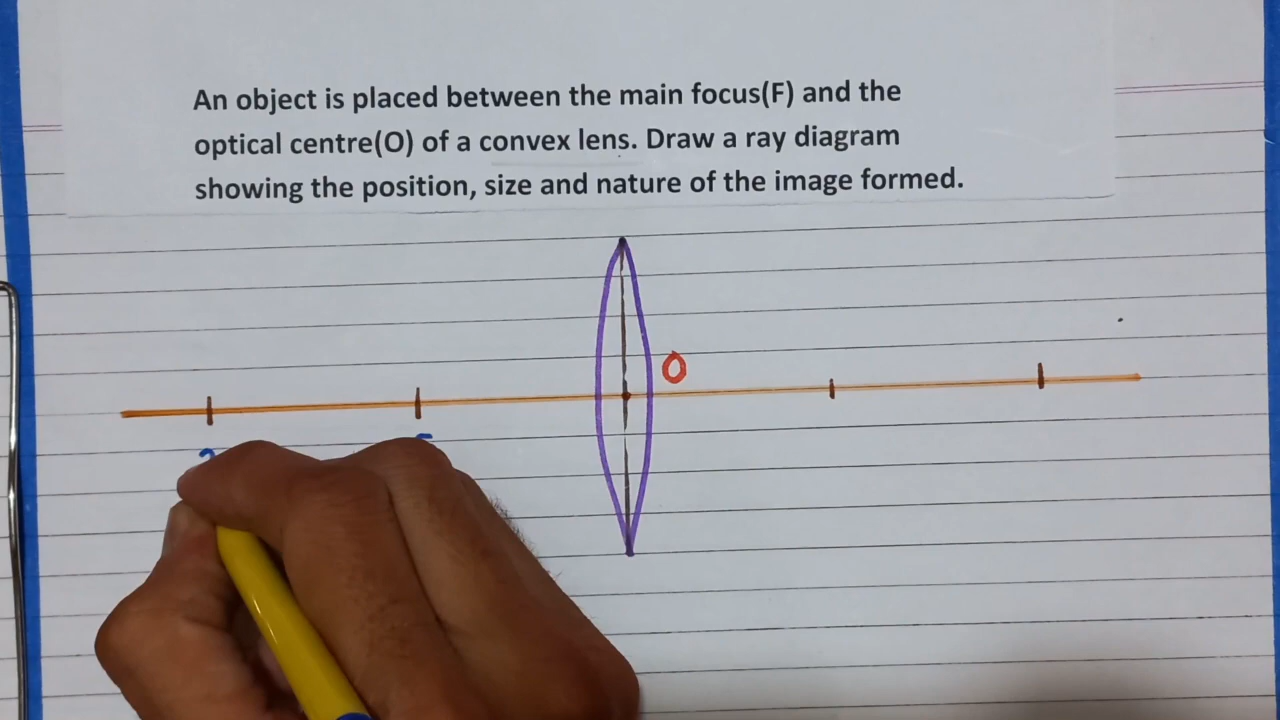 An object is placed between the main focus(F) and the
optical centre(O) of a convex lens. Draw a ray diagram
showing the position, size and nature of the image formed.
O